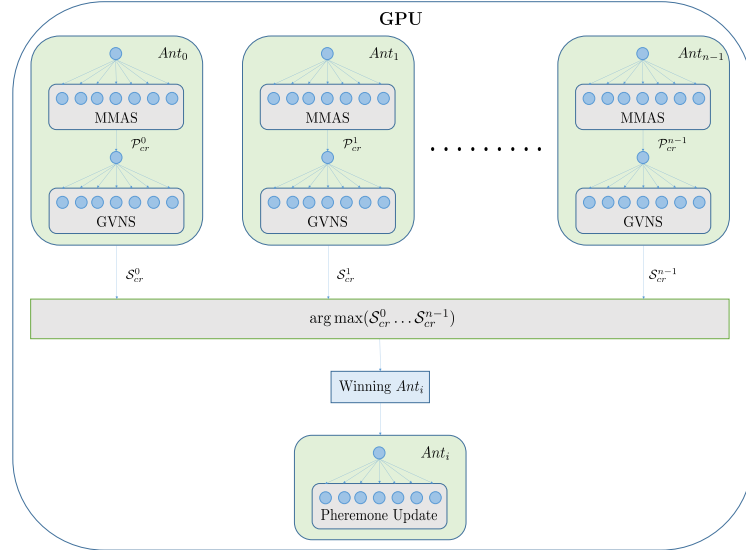 GPU
Ant₀
Ant₁
Antₙ₋₁
MMAS
MMAS
MMAS
𝒫⁰cr
𝒫¹cr
𝒫ⁿ⁻¹cr
GVNS
GVNS
GVNS
𝒮⁰cr
𝒮¹cr
𝒮ⁿ⁻¹cr
arg max(𝒮⁰cr … 𝒮ⁿ⁻¹cr)
Winning Antᵢ
Antᵢ
Pheremone Update